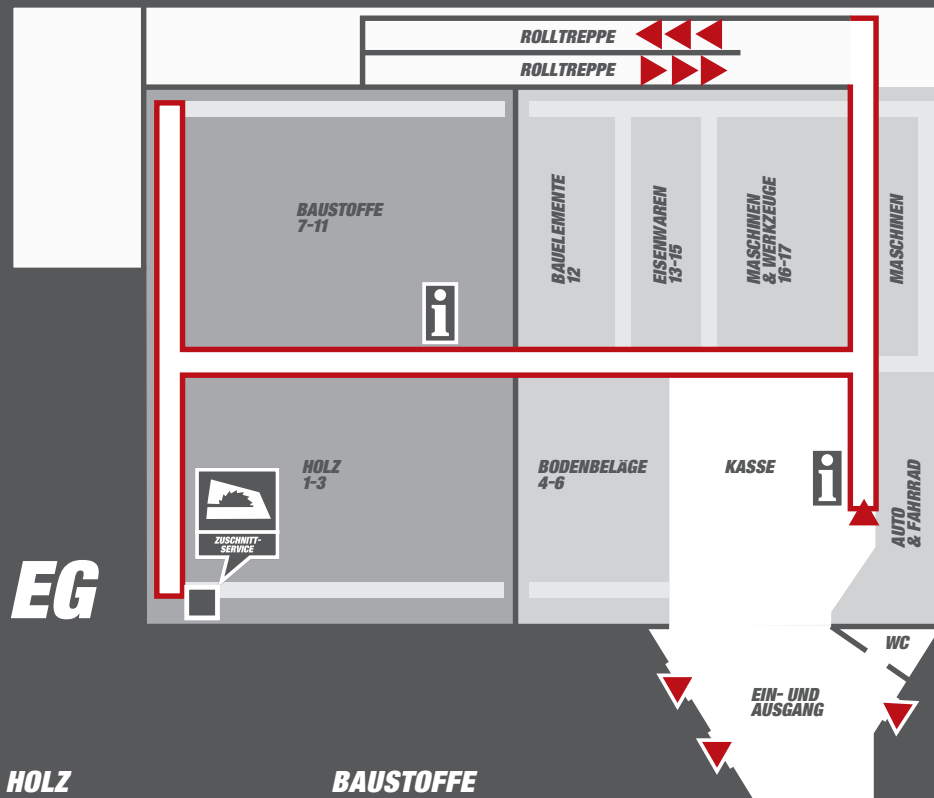 ROLLTREPPE
ROLLTREPPE
BAUSTOFFE
7-11
BAUELEMENTE
12
EISENWAREN
13-15
MASCHINEN
& WERKZEUGE
16-17
MASCHINEN
i
HOLZ
1-3
BODENBELÄGE
4-6
KASSE
i
AUTO
& FAHRRAD
ZUSCHNITT-
SERVICE
EG
WC
EIN- UND
AUSGANG
HOLZ
BAUSTOFFE